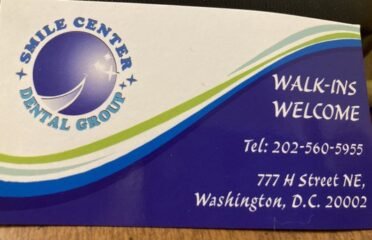 SMILE CENTER
DENTAL GROUP
WALK-INS
WELCOME
Tel: 202-560-5955
777 H Street NE,
Washington, D.C. 20002